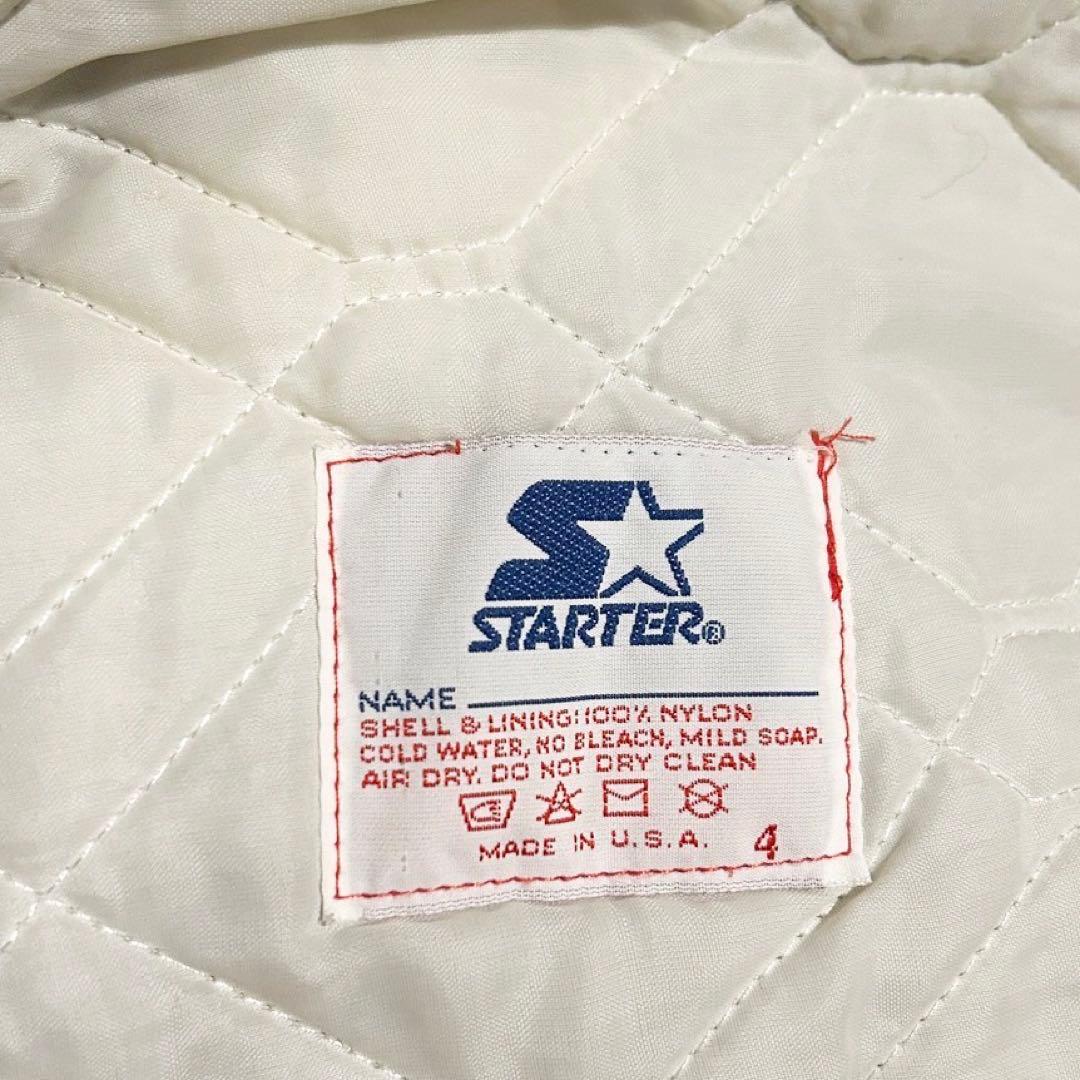 STARTER®
NAME
SHELL & LINING:100% NYLON
COLD WATER, NO BLEACH, MILD SOAP.
AIR DRY. DO NOT DRY CLEAN
MADE IN U.S.A. 4